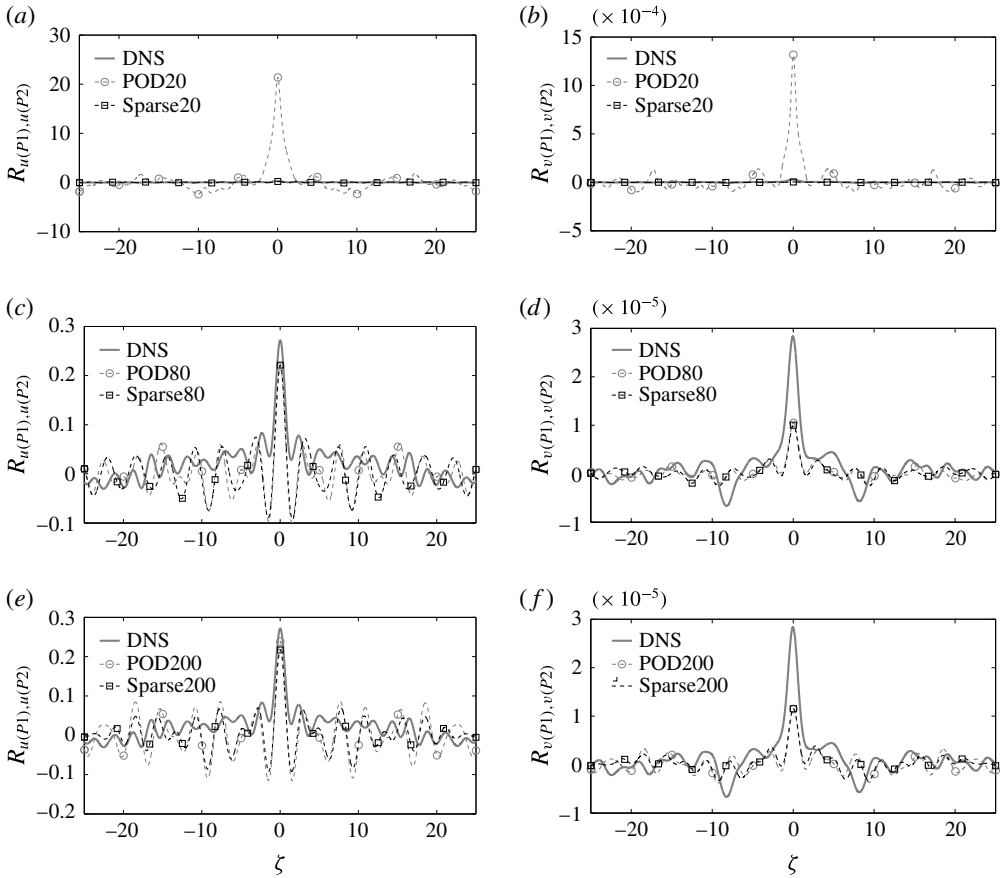 (a)
30
20
10
0
−10
−20
−10
0
10
20
R_{u(P1),u(P2)}
DNS
POD20
Sparse20
(b)
(× 10^{−4})
15
10
5
0
−5
−20
−10
0
10
20
R_{v(P1),v(P2)}
DNS
POD20
Sparse20
(c)
0.3
0.2
0.1
0
−0.1
−20
−10
0
10
20
R_{u(P1),u(P2)}
DNS
POD80
Sparse80
(d)
(× 10^{−5})
3
2
1
0
−1
−20
−10
0
10
20
R_{v(P1),v(P2)}
DNS
POD80
Sparse80
(e)
0.3
0.2
0.1
0
−0.1
−0.2
−20
−10
0
10
20
R_{u(P1),u(P2)}
ζ
DNS
POD200
Sparse200
(f)
(× 10^{−5})
3
2
1
0
−1
−20
−10
0
10
20
R_{v(P1),v(P2)}
ζ
DNS
POD200
Sparse200